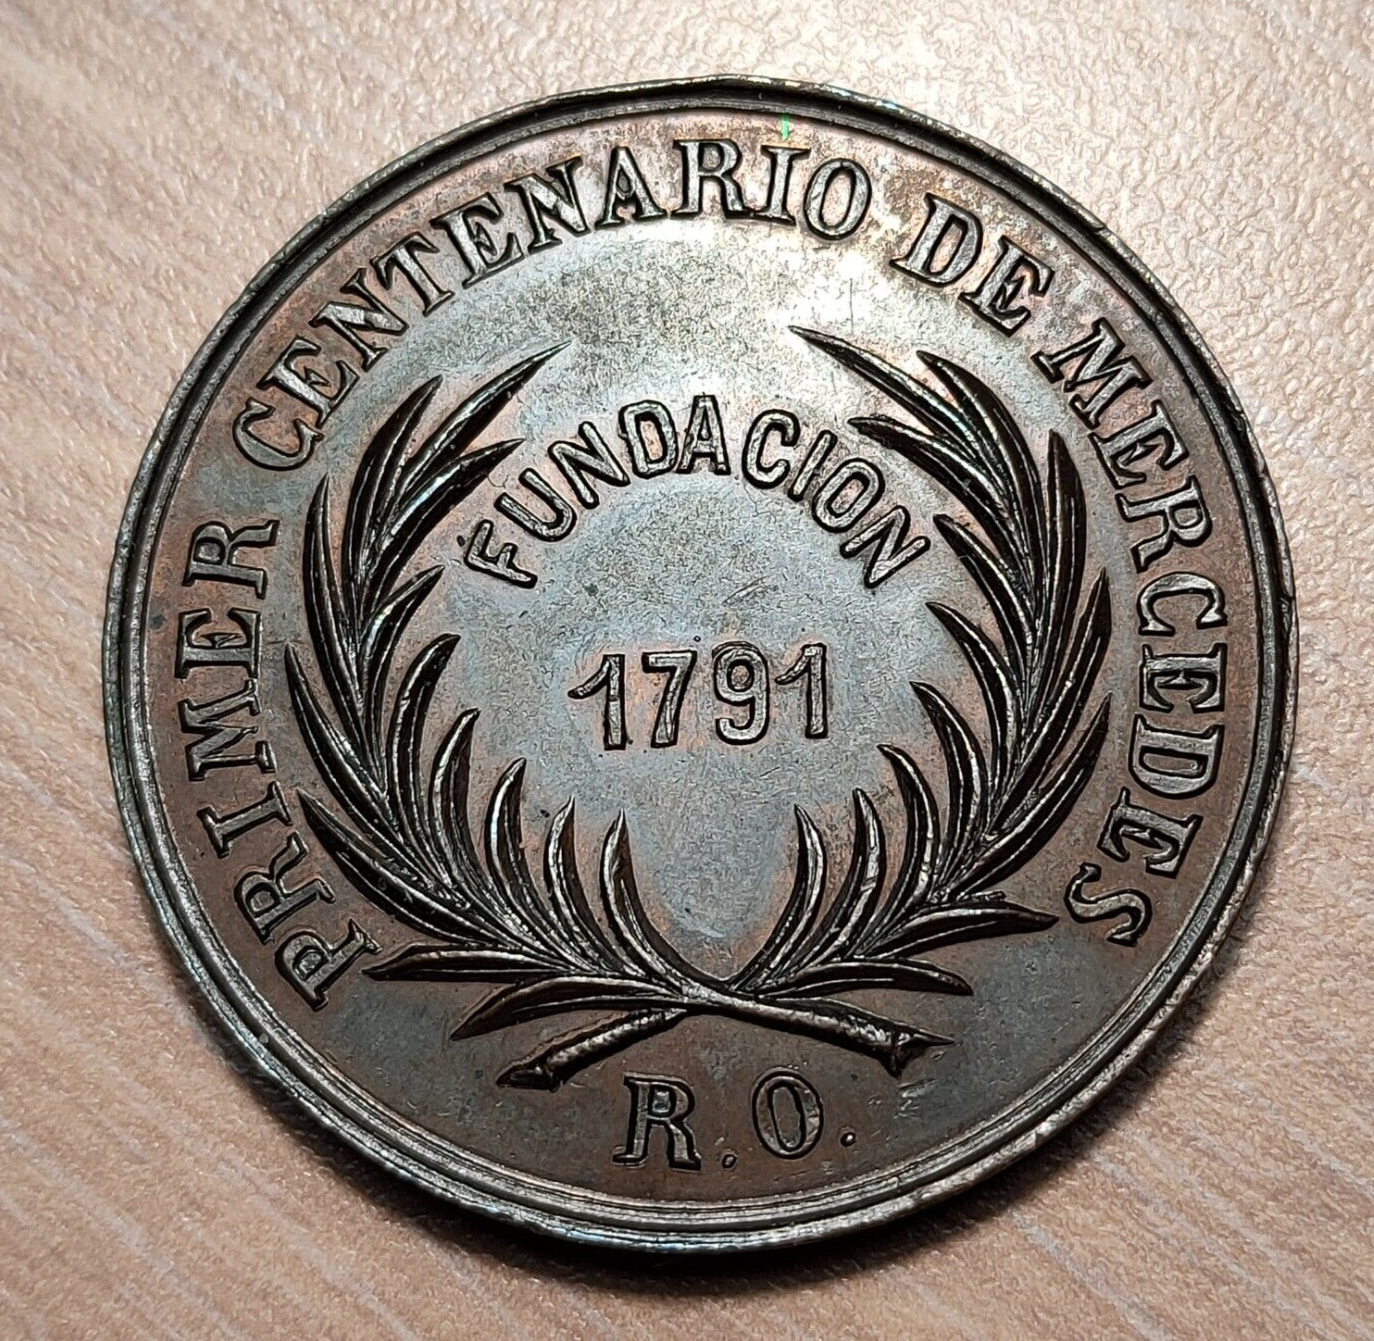 PRIMER CENTENARIO DE MERCEDES
FUNDACION
1791
R.O.